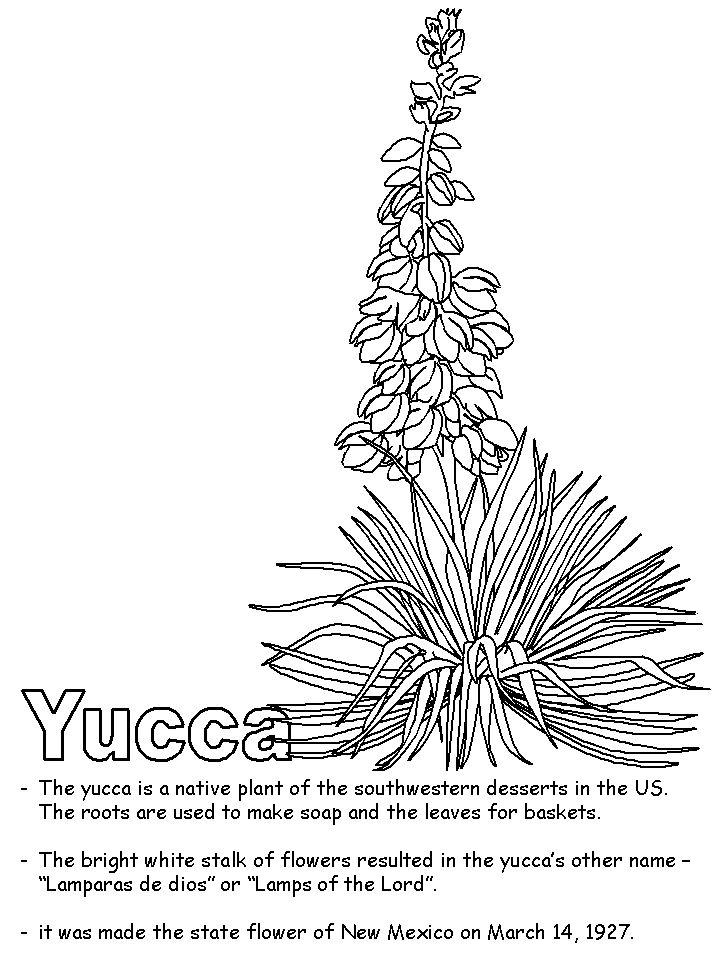 Yucca
- The yucca is a native plant of the southwestern desserts in the US.
The roots are used to make soap and the leaves for baskets.
- The bright white stalk of flowers resulted in the yucca's other name –
"Lamparas de dios" or "Lamps of the Lord".
- it was made the state flower of New Mexico on March 14, 1927.